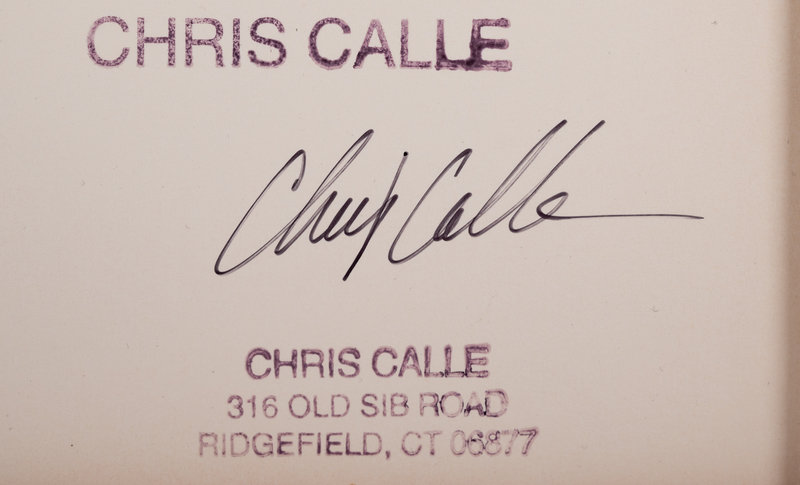 CHRIS CALLE
Chris Calle
CHRIS CALLE
316 OLD SIB ROAD
RIDGEFIELD, CT 06877